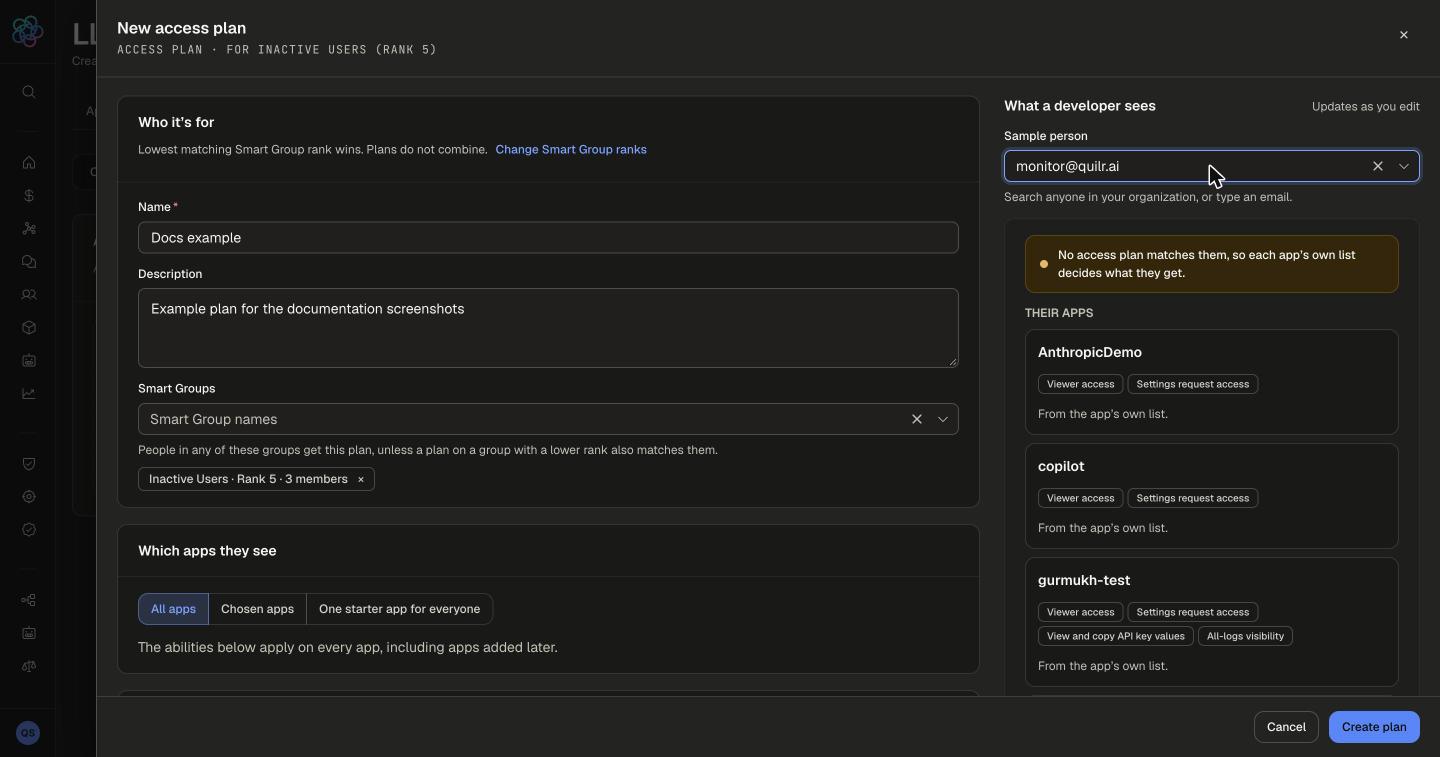 New access plan
ACCESS PLAN · FOR INACTIVE USERS (RANK 5)
Who it's for
Lowest matching Smart Group rank wins. Plans do not combine. Change Smart Group ranks
Name *
Docs example
Description
Example plan for the documentation screenshots
Smart Groups
Smart Group names
People in any of these groups get this plan, unless a plan on a group with a lower rank also matches them.
Inactive Users · Rank 5 · 3 members ×
Which apps they see
All apps Chosen apps One starter app for everyone
The abilities below apply on every app, including apps added later.
What a developer sees Updates as you edit
Sample person
monitor@quilr.ai
Search anyone in your organization, or type an email.
No access plan matches them, so each app's own list
decides what they get.
THEIR APPS
AnthropicDemo
Viewer access Settings request access
From the app's own list.
copilot
Viewer access Settings request access
From the app's own list.
gurmukh-test
Viewer access Settings request access
View and copy API key values All-logs visibility
From the app's own list.
Cancel Create plan
QS